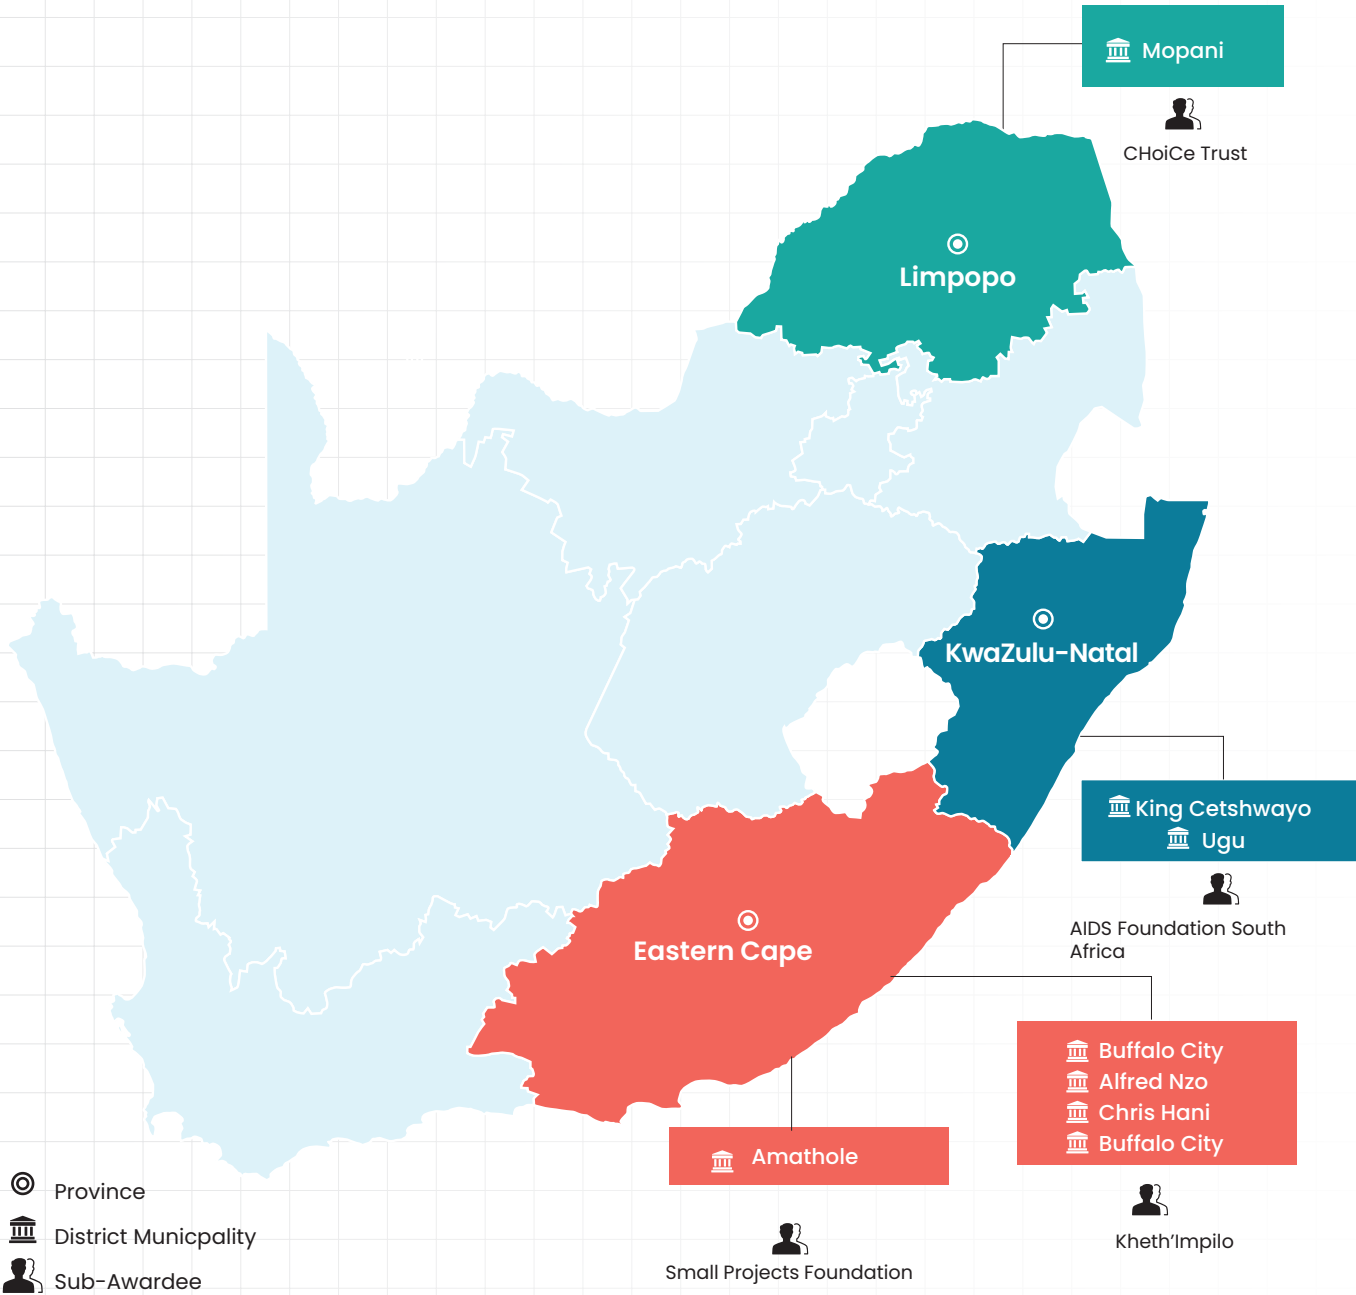 Mopani
CHoiCe Trust
Limpopo
KwaZulu-Natal
King Cetshwayo
Ugu
AIDS Foundation South
Africa
Eastern Cape
Buffalo City
Alfred Nzo
Chris Hani
Buffalo City
Kheth’Impilo
Amathole
Small Projects Foundation
Province
District Municpality
Sub-Awardee